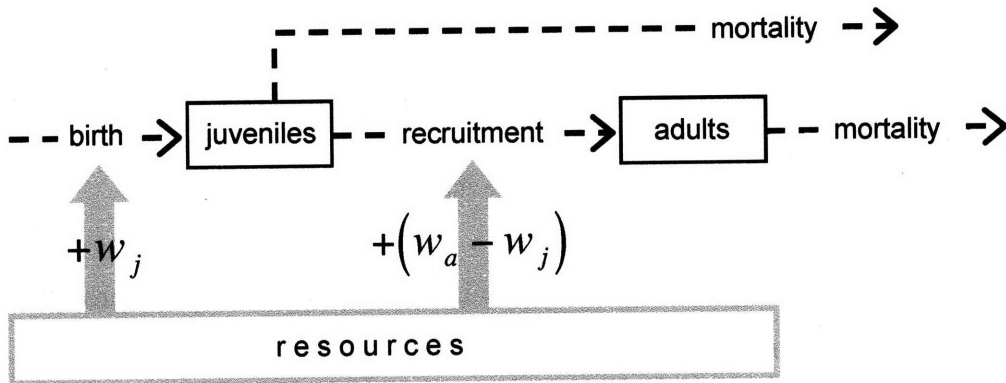 mortality
birth juveniles recruitment adults mortality
+w_j +(w_a − w_j)
resources